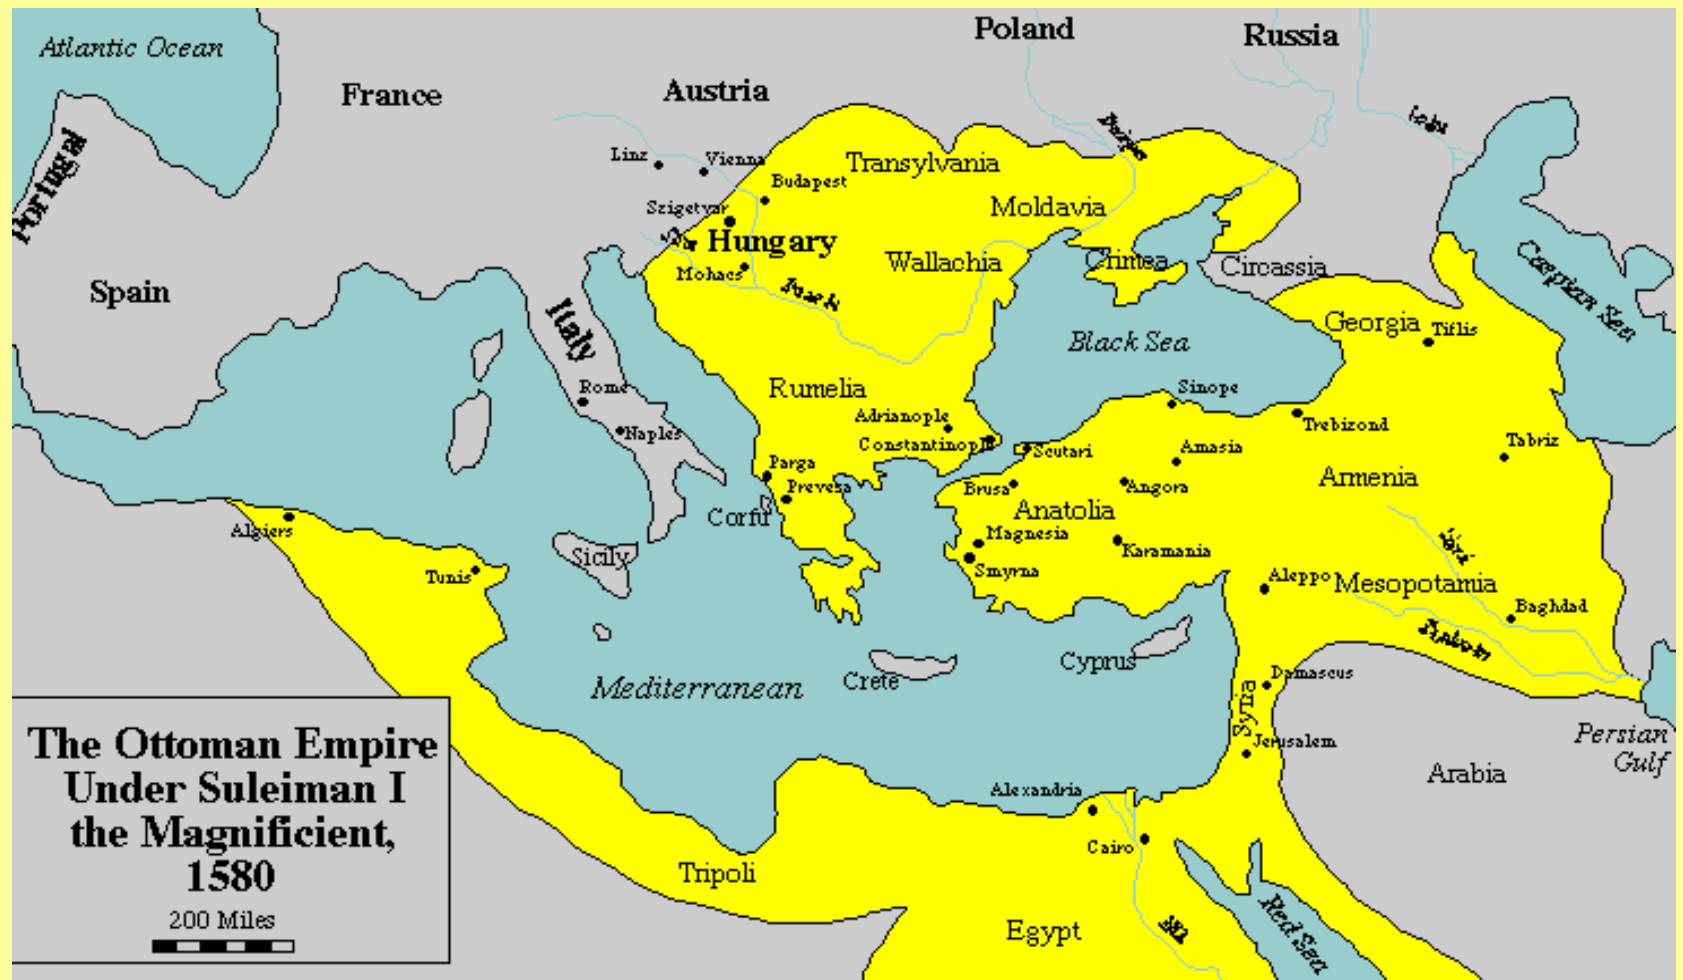 Atlantic Ocean
Poland
Russia
France
Austria
Portugal
Linz
Vienna
Transylvania
Budapest
Moldavia
Szigetvar
Hungary
Mohacs
Wallachia
Crimea
Circassia
Caspian Sea
Spain
Italy
Georgia
Tiflis
Black Sea
Rome
Rumelia
Sinope
Adrianople
Trebizond
Naples
Constantinople
Scutari
Amasia
Tabriz
Parga
Prevesa
Brusa
Angora
Armenia
Corfu
Anatolia
Algiers
Magnesia
Karamania
Sicily
Smyrna
Tunis
Aleppo
Mesopotamia
Baghdad
Cyprus
Crete
Mediterranean
Damascus
Syria
Jerusalem
Persian
Gulf
Arabia
Alexandria
Cairo
Tripoli
Egypt
Red Sea
The Ottoman Empire
Under Suleiman I
the Magnificient,
1580
200 Miles